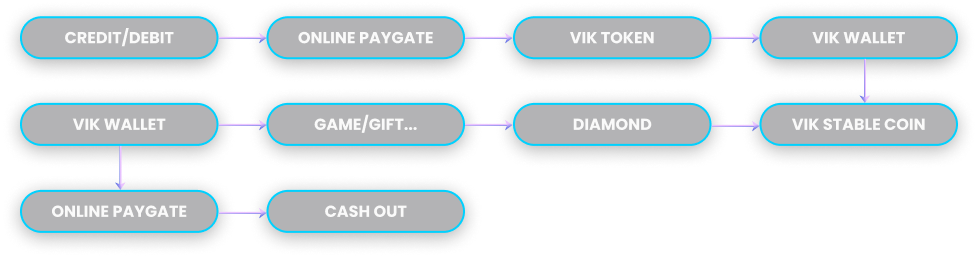 CREDIT/DEBIT
ONLINE PAYGATE
VIK TOKEN
VIK WALLET
VIK WALLET
GAME/GIFT...
DIAMOND
VIK STABLE COIN
ONLINE PAYGATE
CASH OUT